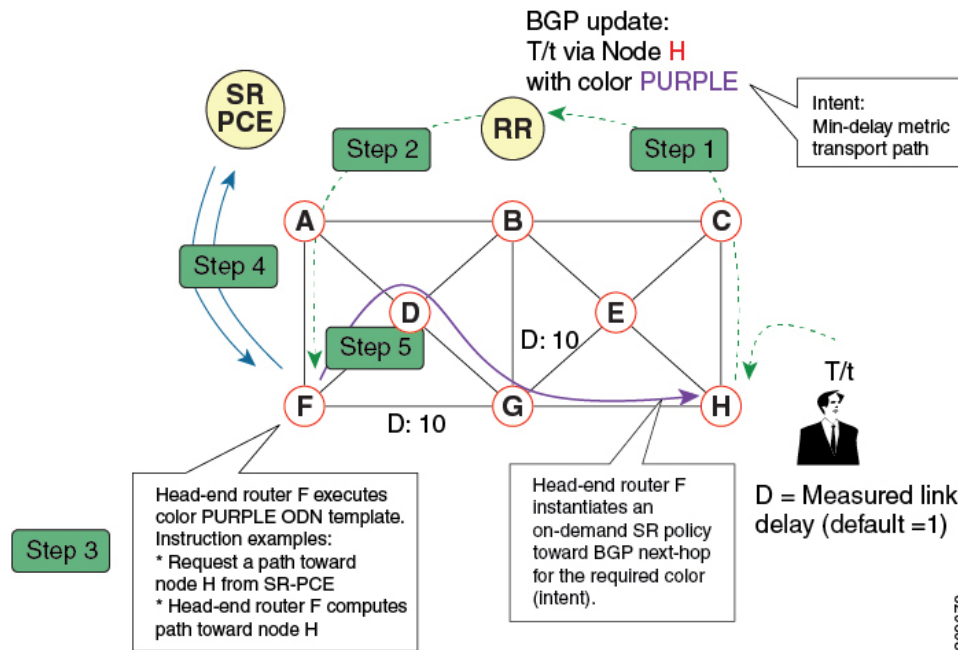 BGP update:
T/t via Node H
with color PURPLE
Intent:
Min-delay metric
transport path
SR
PCE
RR
Step 2
Step 1
A
B
C
Step 4
D
E
D: 10
Step 5
T/t
F
G
H
D: 10
D = Measured link
delay (default =1)
Head-end router F executes
color PURPLE ODN template.
Instruction examples:
* Request a path toward
node H from SR-PCE
* Head-end router F computes
path toward node H
Step 3
Head-end router F
instantiates an
on-demand SR policy
toward BGP next-hop
for the required color
(intent).